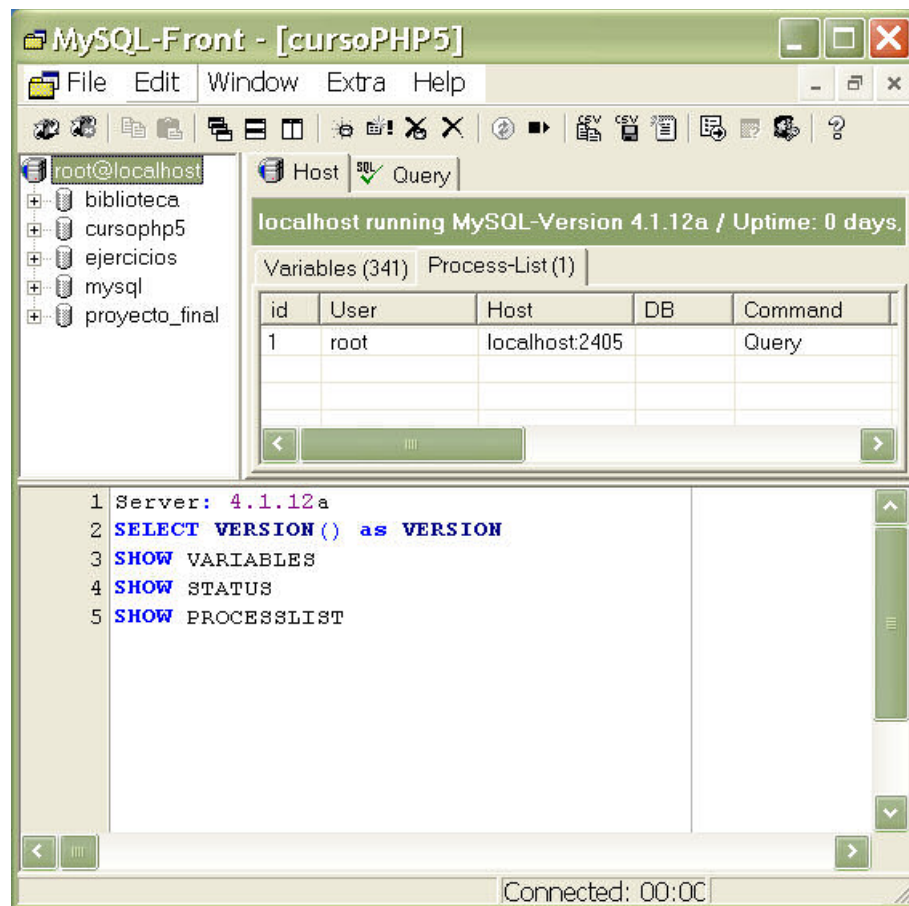 MySQL-Front - [cursoPHP5]
File Edit Window Extra Help
root@localhost
biblioteca
cursophp5
ejercicios
mysql
proyecto_final
Host SQL Query
localhost running MySQL-Version 4.1.12a / Uptime: 0 days,
Variables (341) Process-List (1)
id User Host DB Command
1 root localhost:2405 Query
1 Server: 4.1.12a
2 SELECT VERSION() as VERSION
3 SHOW VARIABLES
4 SHOW STATUS
5 SHOW PROCESSLIST
Connected: 00:0